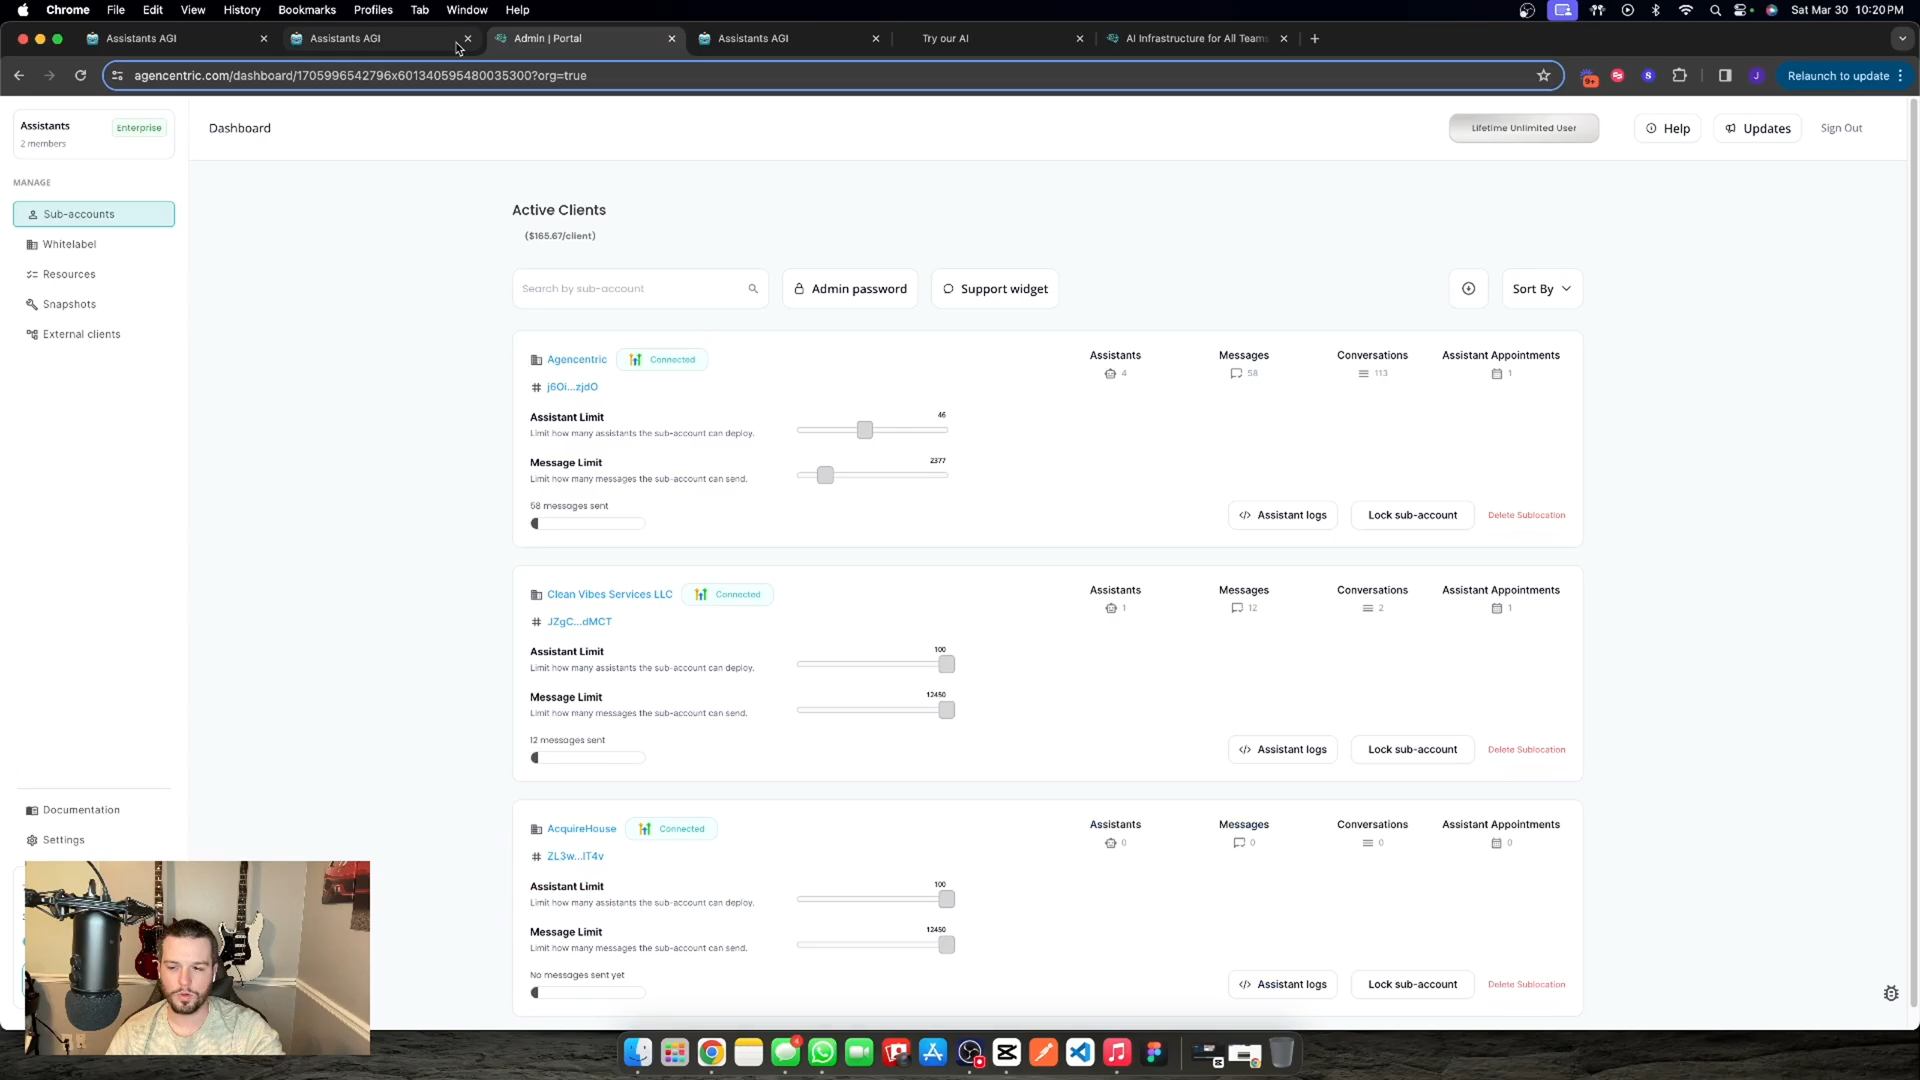 Chrome File Edit View History Bookmarks Profiles Tab Window Help
Sat Mar 30 10:20 PM
Assistants AGI
Assistants AGI
Admin | Portal
Assistants AGI
Try our AI
AI Infrastructure for All Teams
agencentric.com/dashboard/1705996542796x601340595480035300?org=true
9+
S
J
Relaunch to update
Assistants
Enterprise
2 members
Dashboard
Lifetime Unlimited User
Help
Updates
Sign Out
MANAGE
Sub-accounts
Whitelabel
Resources
Snapshots
External clients
Documentation
Settings
Active Clients
($165.67/client)
Search by sub-account
Admin password
Support widget
Sort By
Agencentric
Connected
# j6Oi...zjdO
Assistant Limit
46
Limit how many assistants the sub-account can deploy.
Message Limit
2377
Limit how many messages the sub-account can send.
58 messages sent
Assistants
4
Messages
58
Conversations
113
Assistant Appointments
1
</> Assistant logs
Lock sub-account
Delete Sublocation
Clean Vibes Services LLC
Connected
# JZgC...dMCT
Assistant Limit
100
Limit how many assistants the sub-account can deploy.
Message Limit
12450
Limit how many messages the sub-account can send.
12 messages sent
Assistants
1
Messages
12
Conversations
2
Assistant Appointments
1
</> Assistant logs
Lock sub-account
Delete Sublocation
AcquireHouse
Connected
# ZL3w...IT4v
Assistant Limit
100
Limit how many assistants the sub-account can deploy.
Message Limit
12450
Limit how many messages the sub-account can send.
No messages sent yet
Assistants
0
Messages
0
Conversations
0
Assistant Appointments
0
</> Assistant logs
Lock sub-account
Delete Sublocation
4